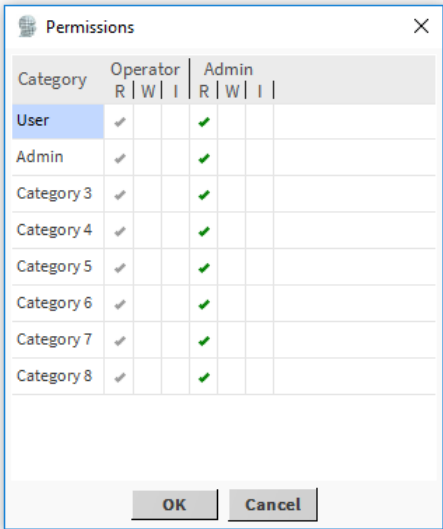 Permissions
Category Operator Admin
R W I R W I
User
Admin
Category 3
Category 4
Category 5
Category 6
Category 7
Category 8
OK Cancel